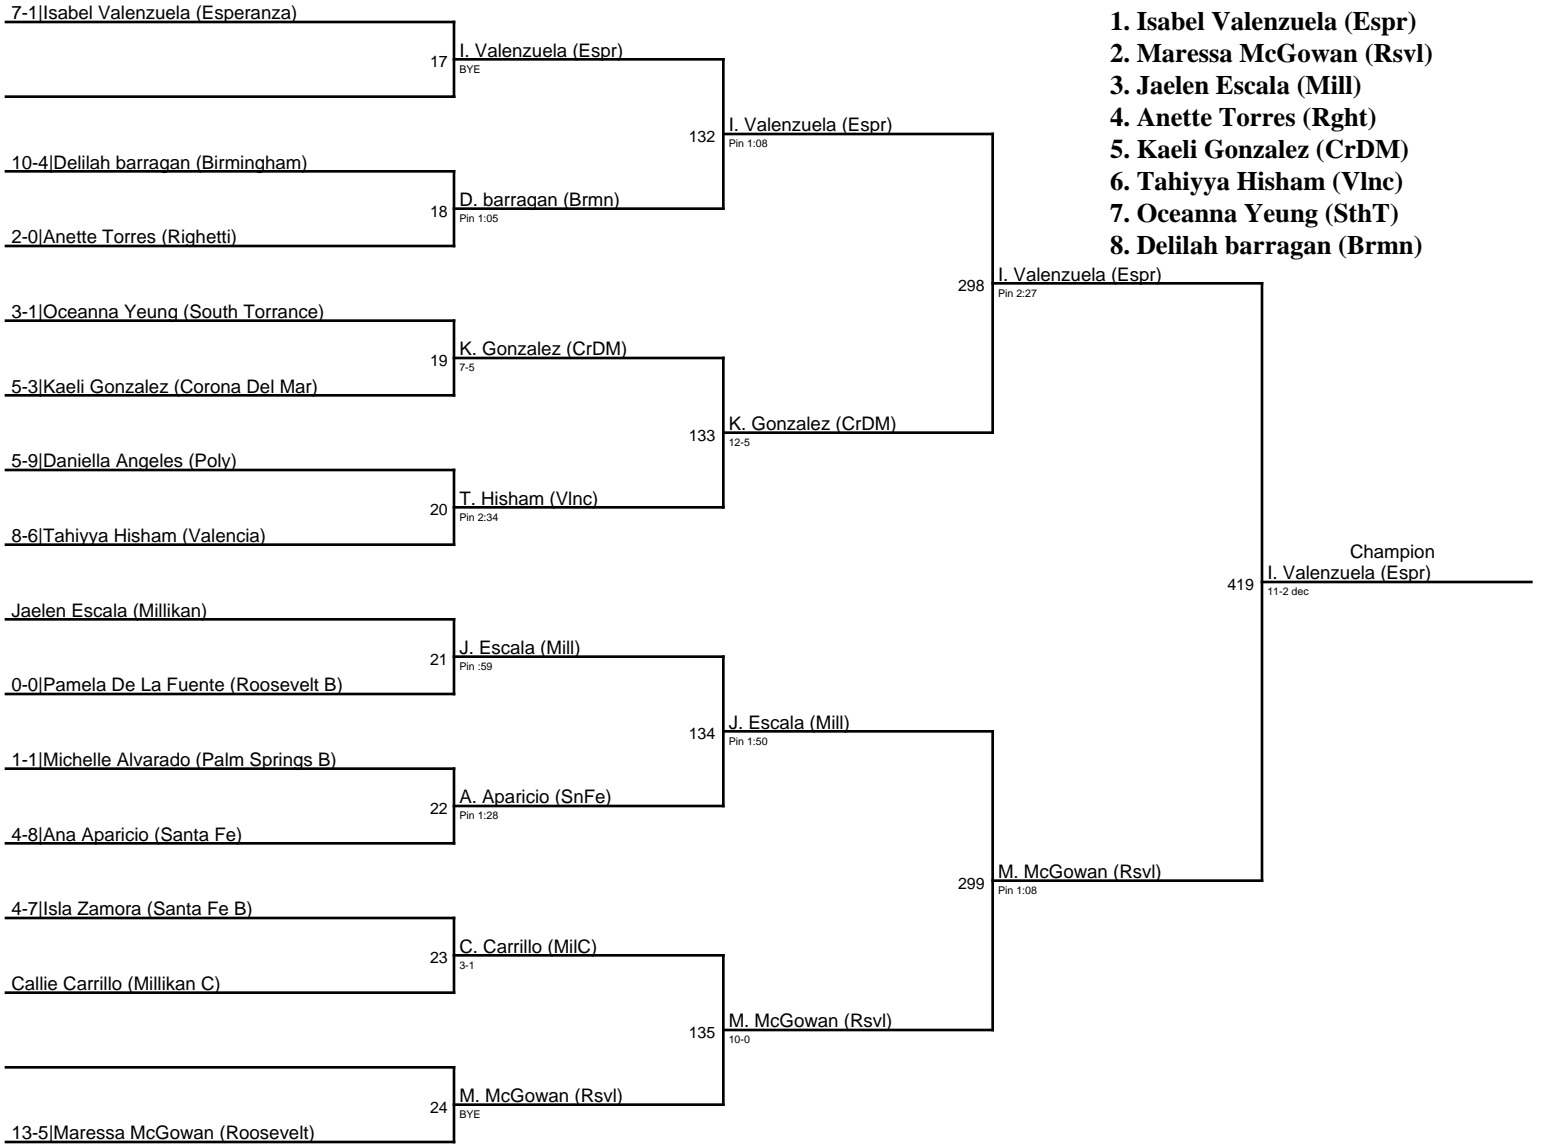 7-1|Isabel Valenzuela (Esperanza)
17
I. Valenzuela (Espr)
BYE
10-4|Delilah barragan (Birmingham)
18
D. barragan (Brmn)
Pin 1:05
2-0|Anette Torres (Righetti)
132
I. Valenzuela (Espr)
Pin 1:08
3-1|Oceanna Yeung (South Torrance)
19
K. Gonzalez (CrDM)
7-5
5-3|Kaeli Gonzalez (Corona Del Mar)
133
K. Gonzalez (CrDM)
12-5
5-9|Daniella Angeles (Poly)
20
T. Hisham (Vlnc)
Pin 2:34
8-6|Tahiyya Hisham (Valencia)
298
I. Valenzuela (Espr)
Pin 2:27
Jaelen Escala (Millikan)
21
J. Escala (Mill)
Pin :59
0-0|Pamela De La Fuente (Roosevelt B)
134
J. Escala (Mill)
Pin 1:50
1-1|Michelle Alvarado (Palm Springs B)
22
A. Aparicio (SnFe)
Pin 1:28
4-8|Ana Aparicio (Santa Fe)
299
M. McGowan (Rsvl)
Pin 1:08
4-7|Isla Zamora (Santa Fe B)
23
C. Carrillo (MilC)
3-1
Callie Carrillo (Millikan C)
135
M. McGowan (Rsvl)
10-0
24
M. McGowan (Rsvl)
BYE
13-5|Maressa McGowan (Roosevelt)
419
Champion
I. Valenzuela (Espr)
11-2 dec
1. Isabel Valenzuela (Espr)
2. Maressa McGowan (Rsvl)
3. Jaelen Escala (Mill)
4. Anette Torres (Rght)
5. Kaeli Gonzalez (CrDM)
6. Tahiyya Hisham (Vlnc)
7. Oceanna Yeung (SthT)
8. Delilah barragan (Brmn)